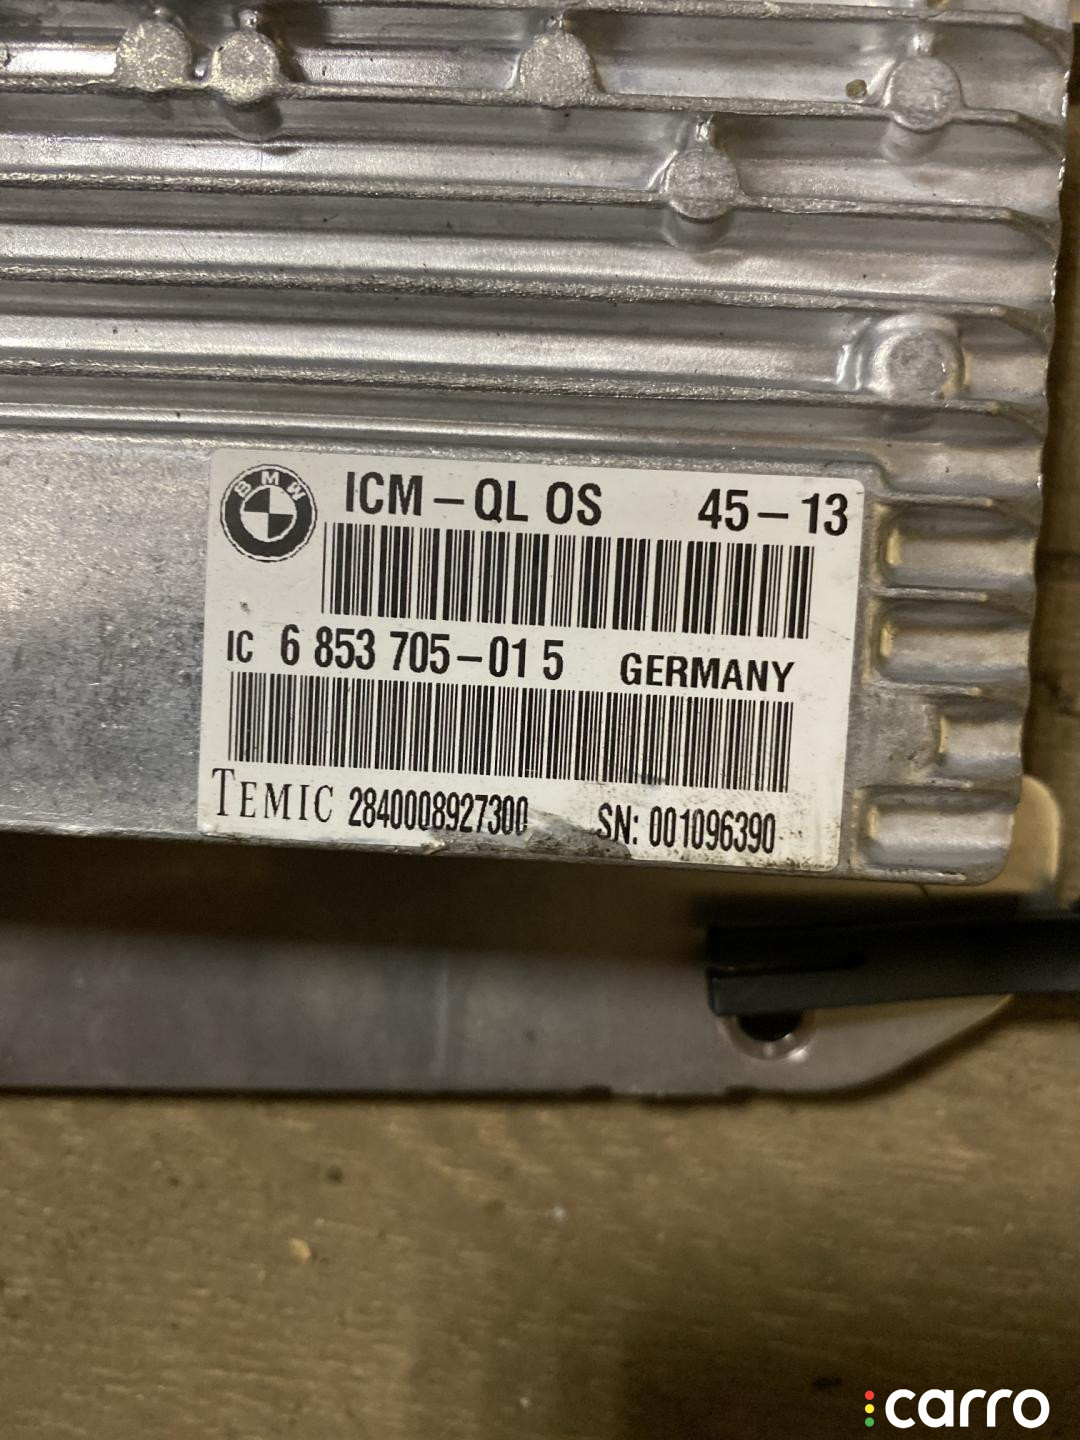 BMW
ICM-QL OS 45-13
IC 6 853 705-01 5 GERMANY
TEMIC 2840008927300 SN: 001096390
carro